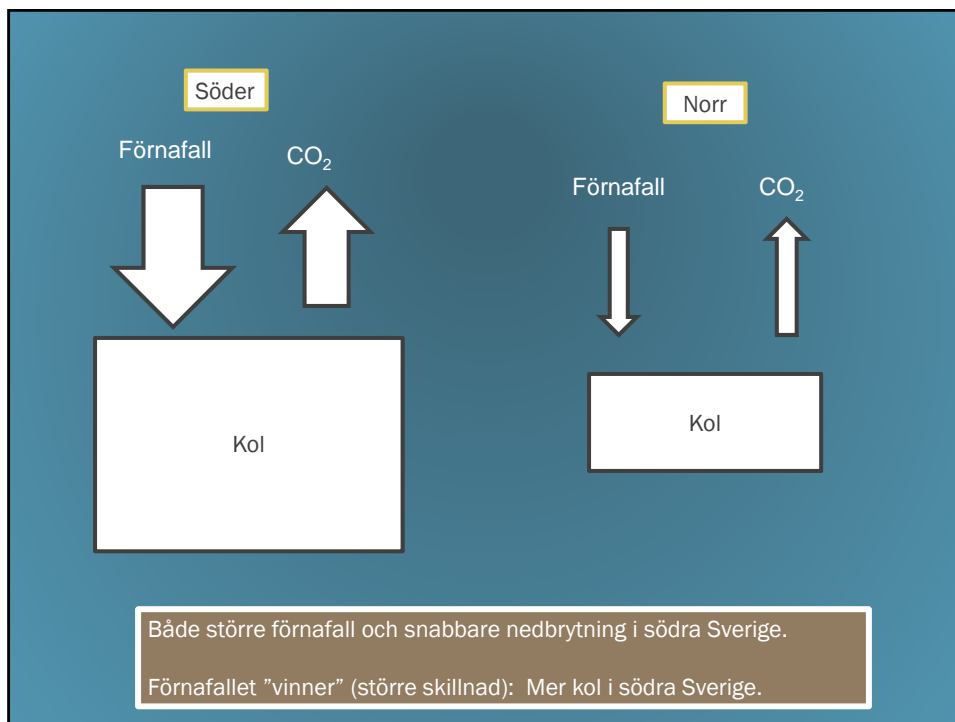 Söder
Norr
Förnafall
CO₂
Förnafall
CO₂
Kol
Kol
Både större förnafall och snabbare nedbrytning i södra Sverige.
Förnafallet ”vinner” (större skillnad): Mer kol i södra Sverige.